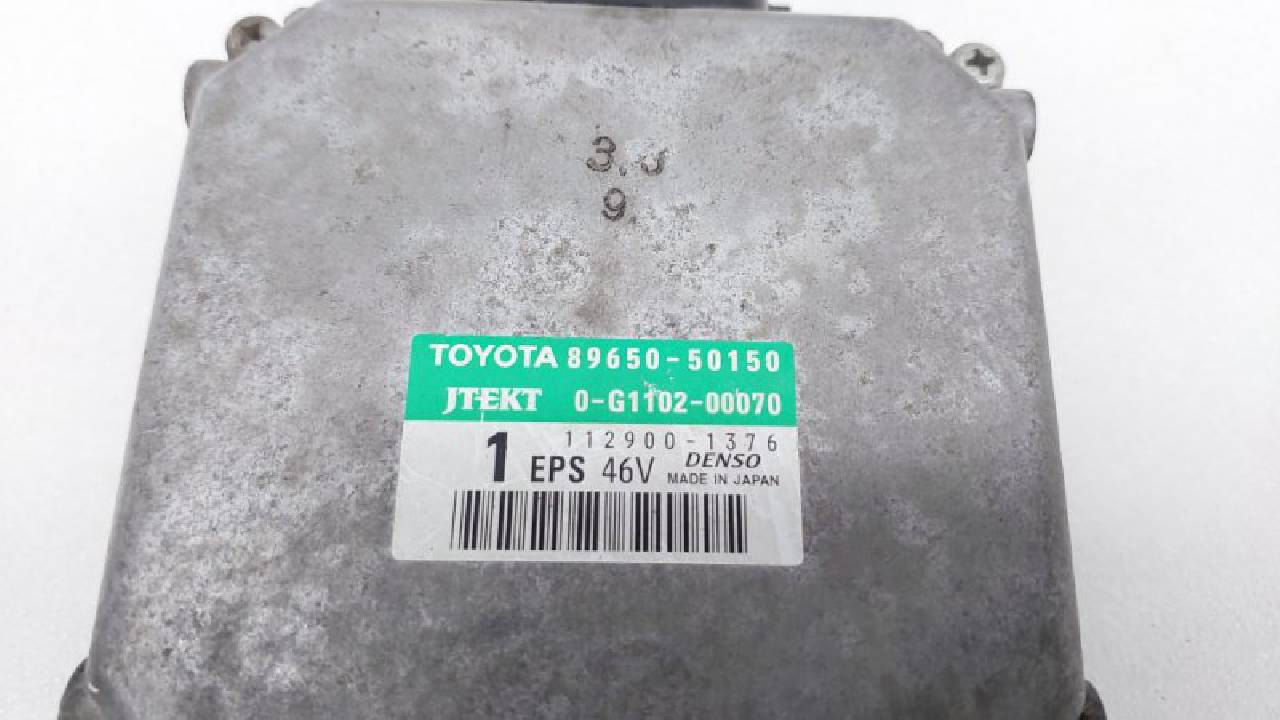 3.
9.
TOYOTA 89650-50150
JTEKT 0-G1102-00070
112900-1376
1 EPS 46V DENSO
MADE IN JAPAN